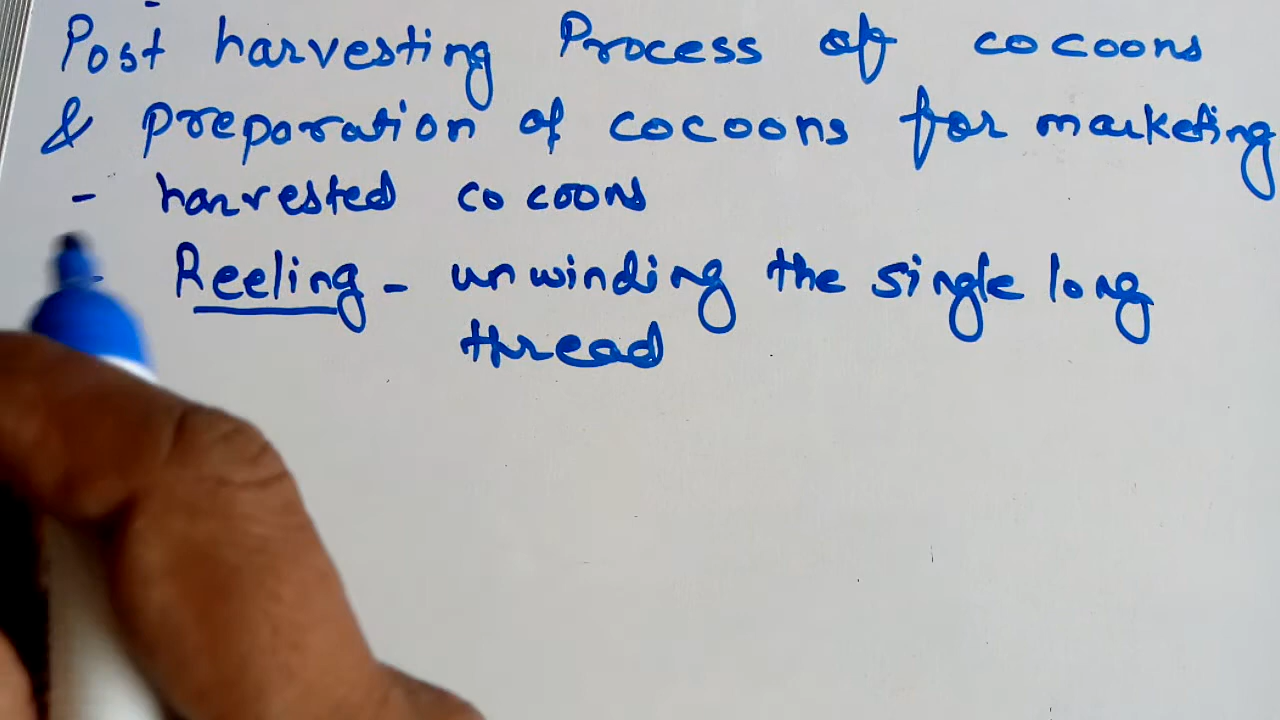 Post harvesting Process of cocoons
& preparation of cocoons for marketing
- harvested cocoons
- Reeling - unwinding the single long
thread